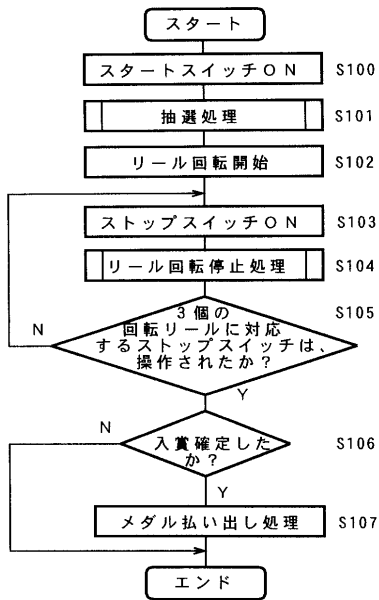 スタート
スタートスイッチON S100
抽選処理 S101
リール回転開始 S102
ストップスイッチON S103
リール回転停止処理 S104
S105
3個の
回転リールに対応
するストップスイッチは、
操作されたか?
N
Y
N
入賞確定した
か?
S106
Y
メダル払い出し処理 S107
エンド